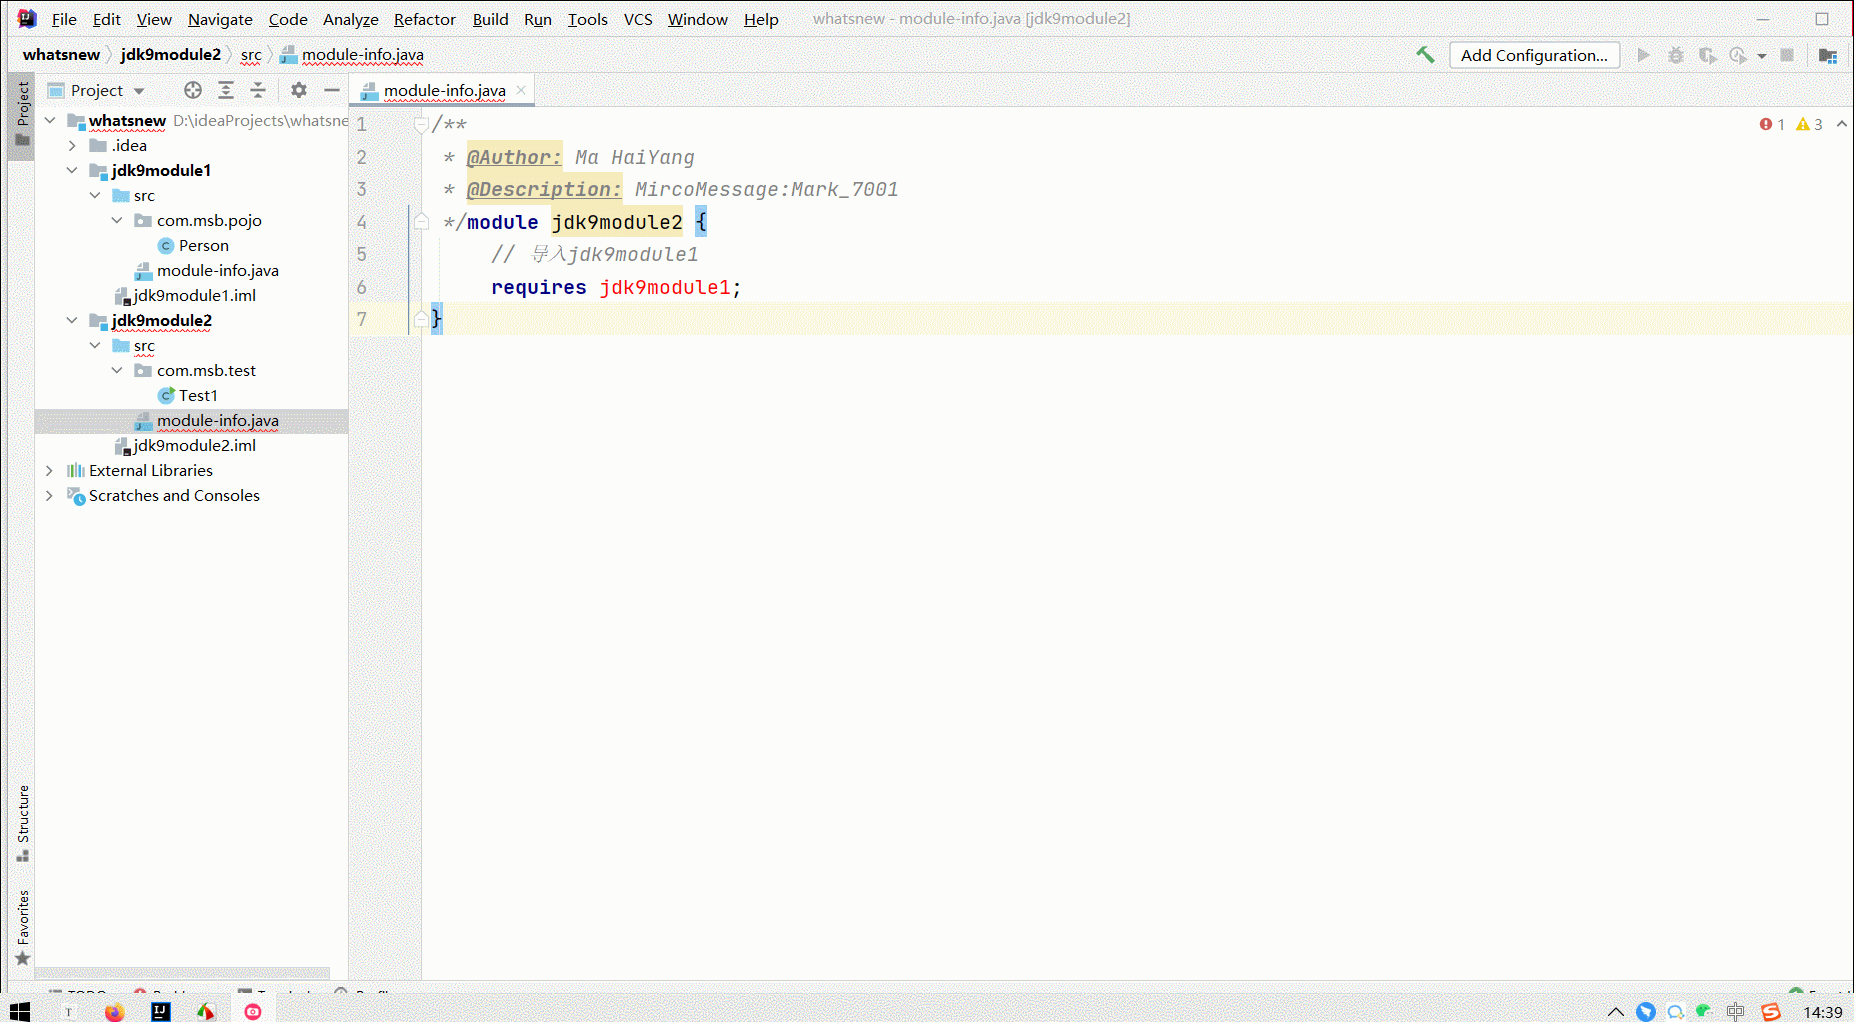 File Edit View Navigate Code Analyze Refactor Build Run Tools VCS Window Help whatsnew - module-info.java [jdk9module2]
whatsnew jdk9module2 src module-info.java Add Configuration...
Project
Project
module-info.java
whatsnew D:\ideaProjects\whatsne
.idea
jdk9module1
src
com.msb.pojo
Person
module-info.java
jdk9module1.iml
jdk9module2
src
com.msb.test
Test1
module-info.java
jdk9module2.iml
External Libraries
Scratches and Consoles
1 /**
2 * @Author: Ma HaiYang
3 * @Description: MircoMessage:Mark_7001
4 */module jdk9module2 {
5 // 导入jdk9module1
6 requires jdk9module1;
7 }
1 3
Structure
Favorites
中
14:39